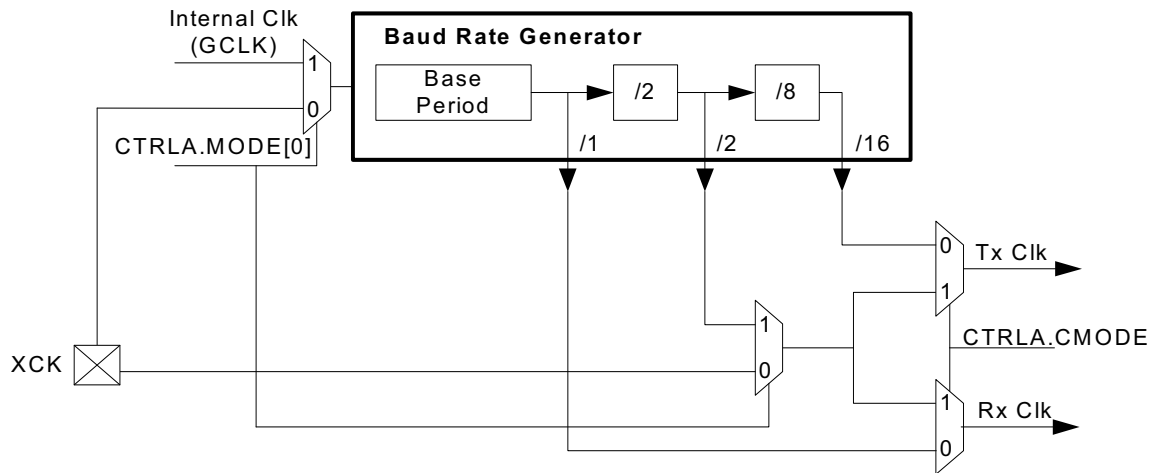 Internal Clk
(GCLK)
Baud Rate Generator
1
Base
Period
/2
/8
0
CTRLA.MODE[0]
/1
/2
/16
0
Tx Clk
1
1
CTRLA.CMODE
XCK
0
1
Rx Clk
0